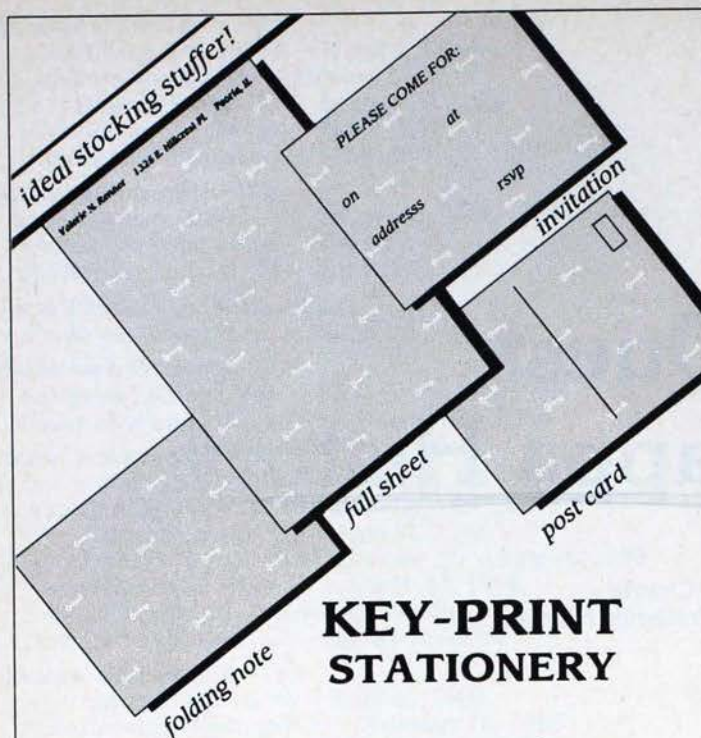 ideal stocking stuffer!
Valerie N. Renner 1326 E. Hillcrest Pl. Peoria, IL
PLEASE COME FOR:
on at
addresss rsvp
invitation
full sheet
post card
folding note
KEY-PRINT
STATIONERY